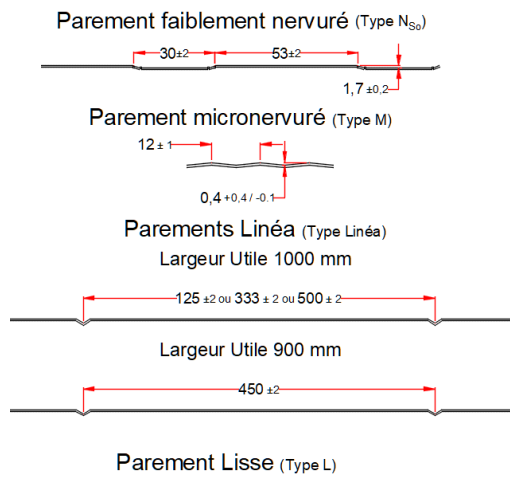 Parement faiblement nervuré (Type NSo)
30±2 53±2
1,7 ±0,2
Parement micronervuré (Type M)
12 ± 1
0,4 +0,4 / -0.1
Parements Linéa (Type Linéa)
Largeur Utile 1000 mm
125 ±2 ou 333 ± 2 ou 500 ± 2
Largeur Utile 900 mm
450 ±2
Parement Lisse (Type L)